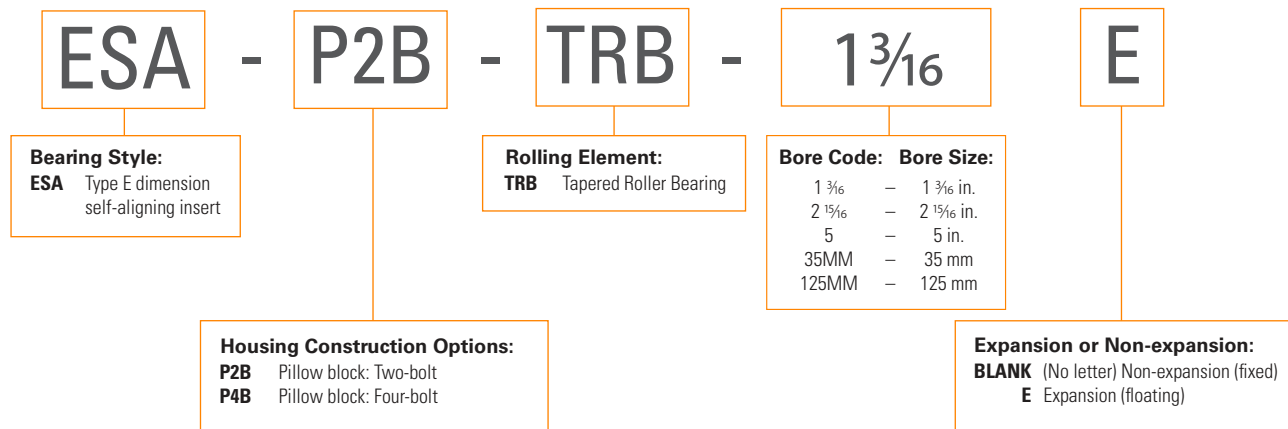 ESA - P2B - TRB - 1 3⁄16 E
Bearing Style:
ESA Type E dimension
self-aligning insert
Rolling Element:
TRB Tapered Roller Bearing
Bore Code: Bore Size:
1 3⁄16 – 1 3⁄16 in.
2 15⁄16 – 2 15⁄16 in.
5 – 5 in.
35MM – 35 mm
125MM – 125 mm
Housing Construction Options:
P2B Pillow block: Two-bolt
P4B Pillow block: Four-bolt
Expansion or Non-expansion:
BLANK (No letter) Non-expansion (fixed)
E Expansion (floating)